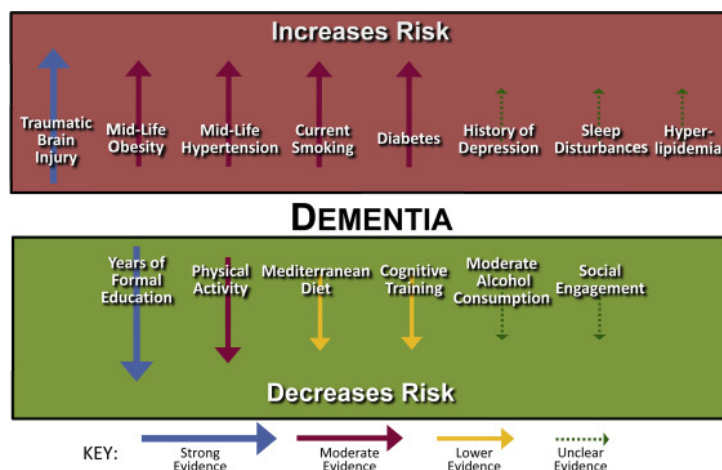 Increases Risk
Traumatic
Brain
Injury
Mid-Life
Obesity
Mid-Life
Hypertension
Current
Smoking
Diabetes
History of
Depression
Sleep
Disturbances
Hyper-
lipidemia
DEMENTIA
Years of
Formal
Education
Physical
Activity
Mediterranean
Diet
Cognitive
Training
Moderate
Alcohol
Consumption
Social
Engagement
Decreases Risk
KEY:
Strong
Evidence
Moderate
Evidence
Lower
Evidence
Unclear
Evidence